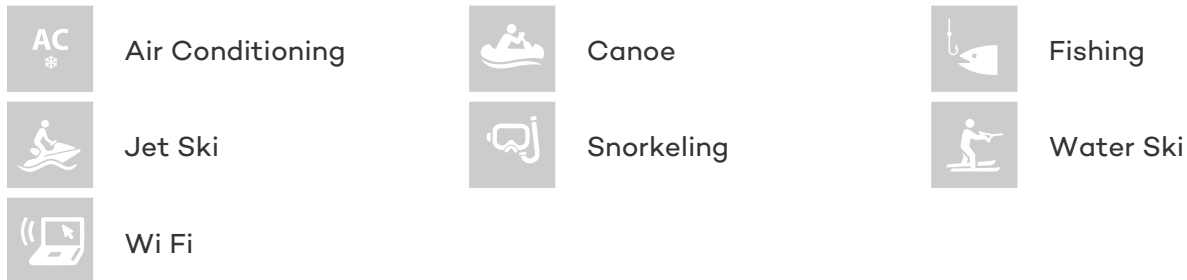 AC
Air Conditioning
Canoe
Fishing
Jet Ski
Snorkeling
Water Ski
Wi Fi